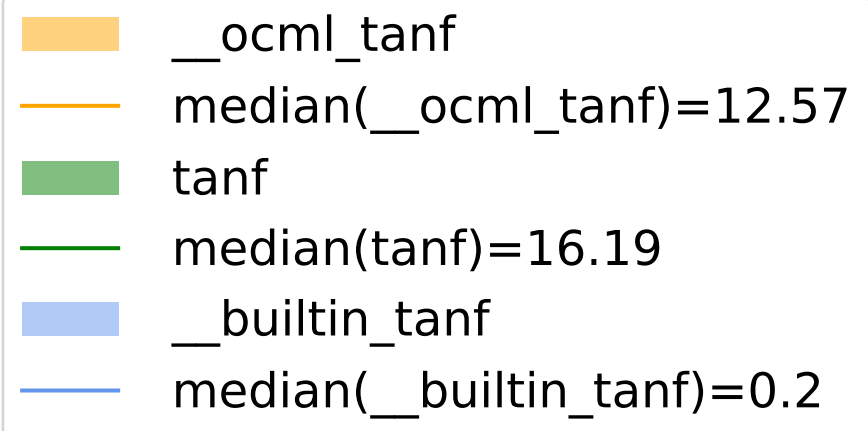 __ocml_tanf
median(__ocml_tanf)=12.57
tanf
median(tanf)=16.19
__builtin_tanf
median(__builtin_tanf)=0.2